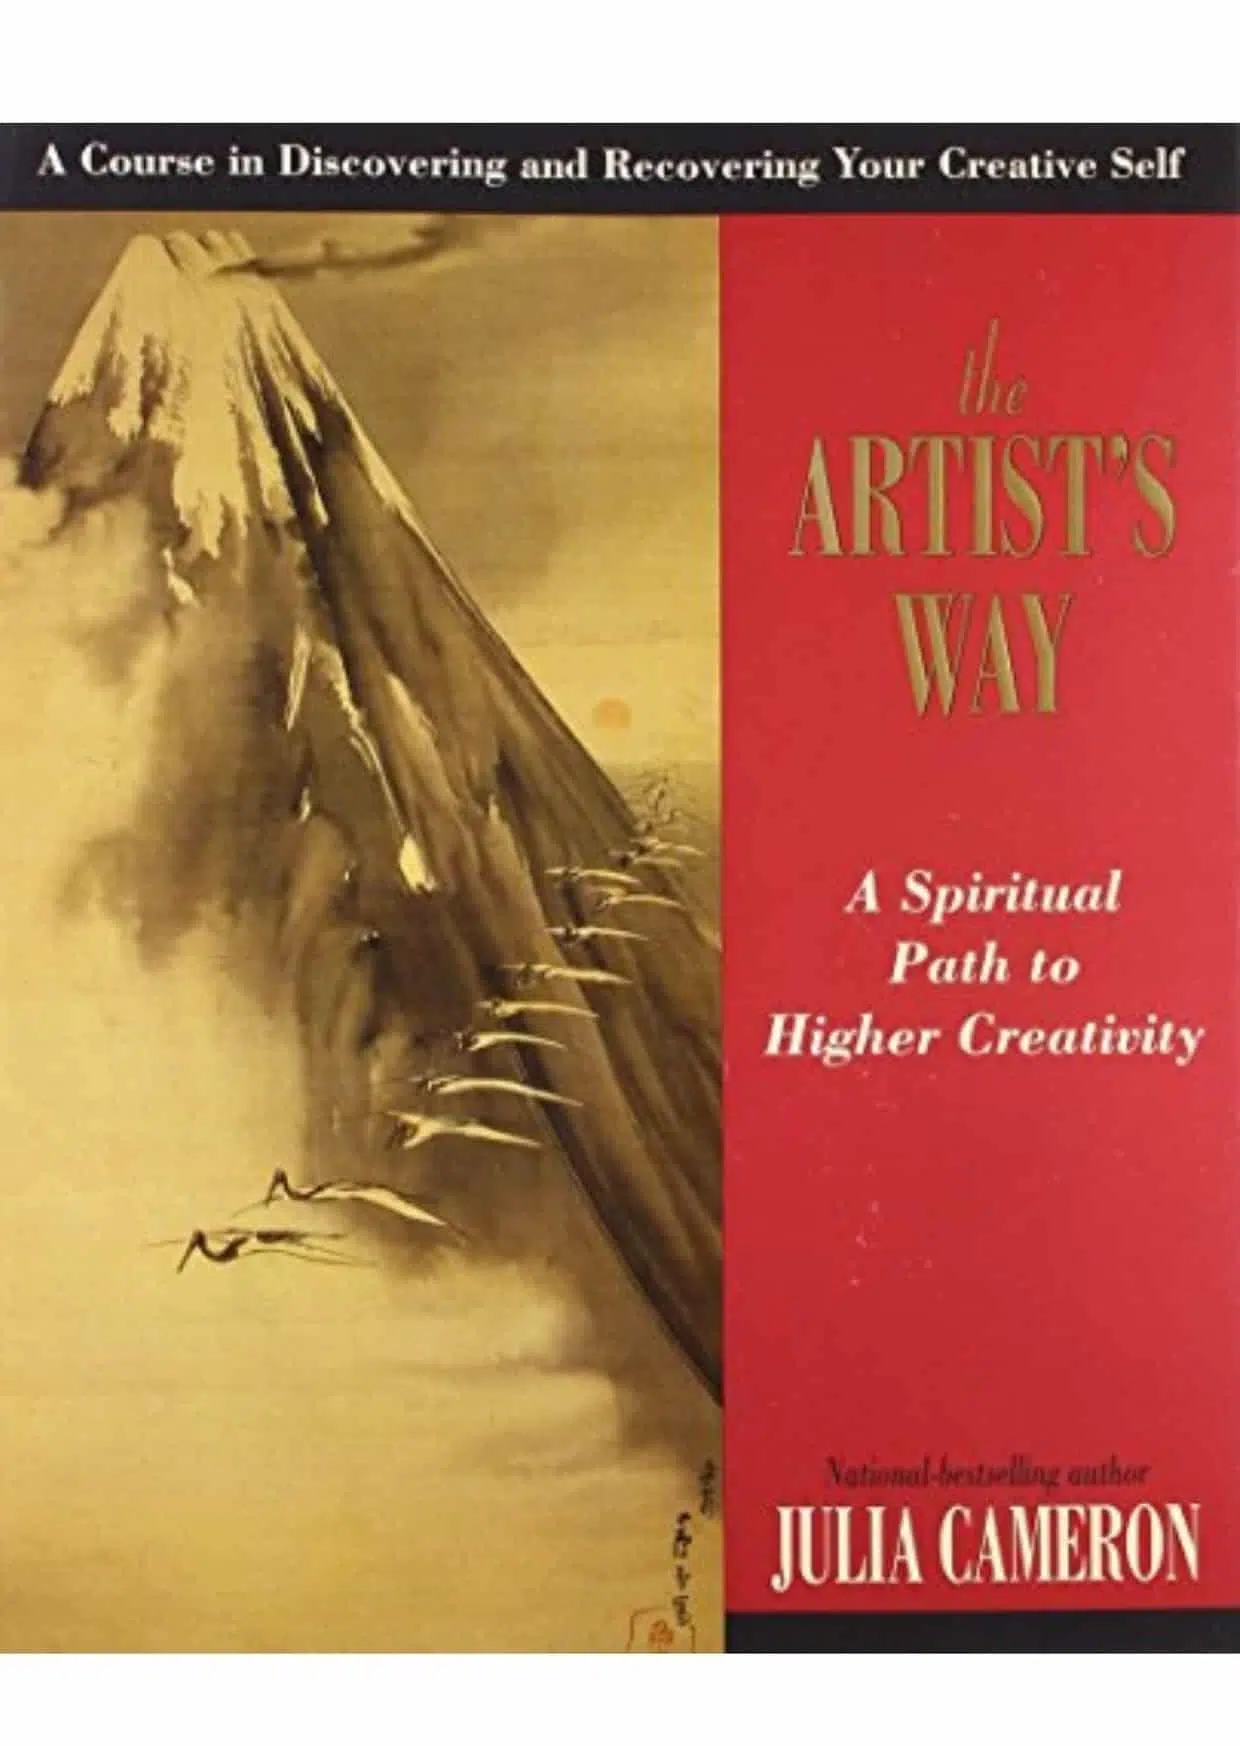 A Course in Discovering and Recovering Your Creative Self
the
ARTIST'S
WAY
A Spiritual
Path to
Higher Creativity
National-bestselling author
JULIA CAMERON